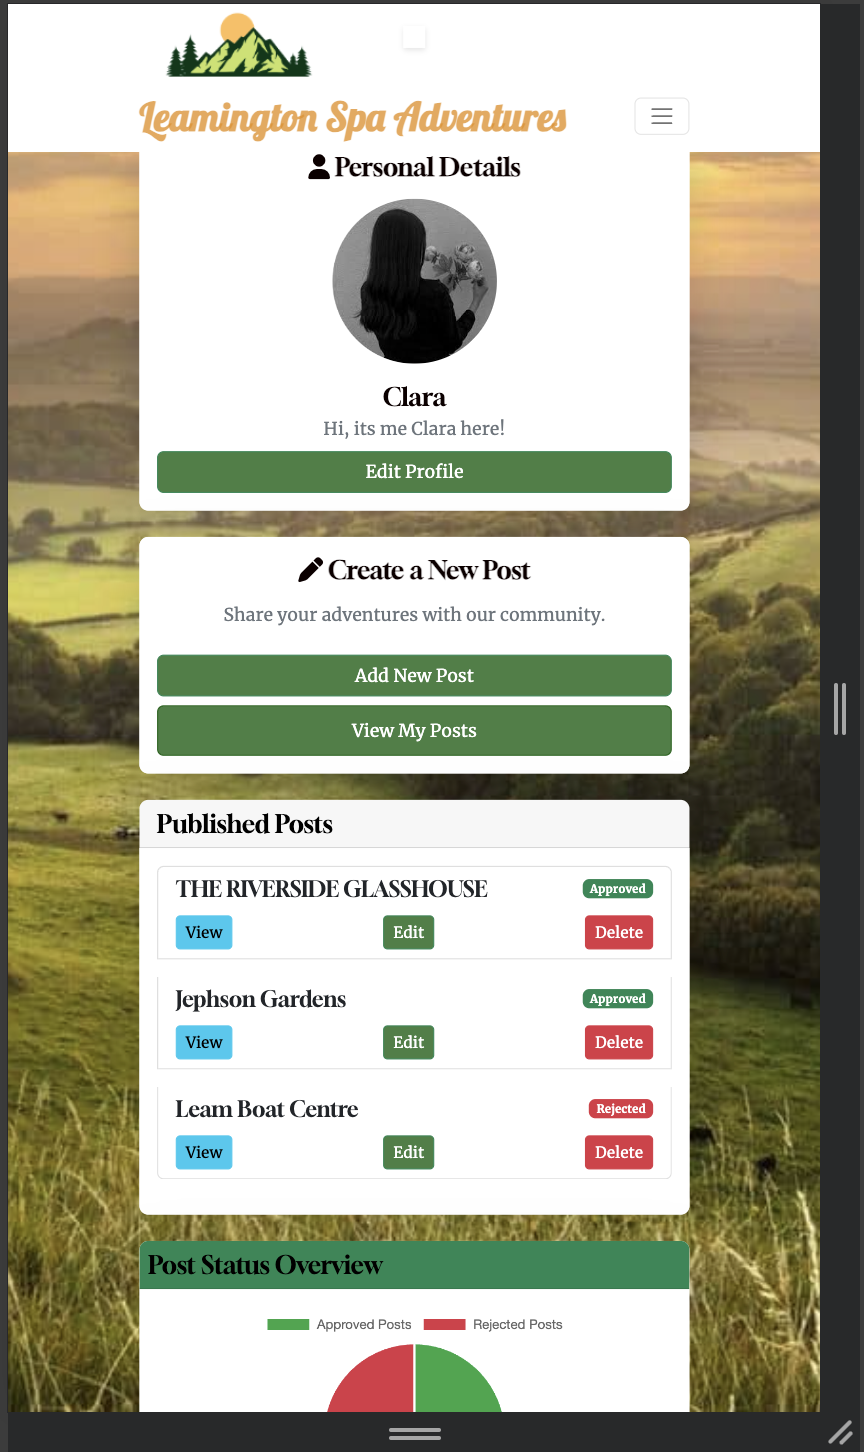 Leamington Spa Adventures
Personal Details
Clara
Hi, its me Clara here!
Edit Profile
Create a New Post
Share your adventures with our community.
Add New Post
View My Posts
Published Posts
THE RIVERSIDE GLASSHOUSE Approved
View Edit Delete
Jephson Gardens Approved
View Edit Delete
Leam Boat Centre Rejected
View Edit Delete
Post Status Overview
Approved Posts Rejected Posts